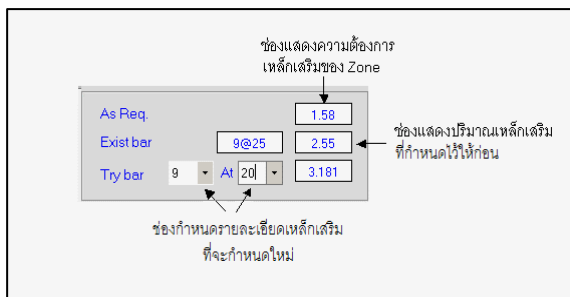 ช่องแสดงความต้องการ
เหล็กเสริมของ Zone
As Req. 1.58
Exist bar 9@25 2.55
ช่องแสดงปริมาณเหล็กเสริม
ที่กำหนดไว้ให้ก่อน
Try bar 9 At 20 3.181
ช่องกำหนดรายละเอียดเหล็กเสริม
ที่จะกำหนดใหม่